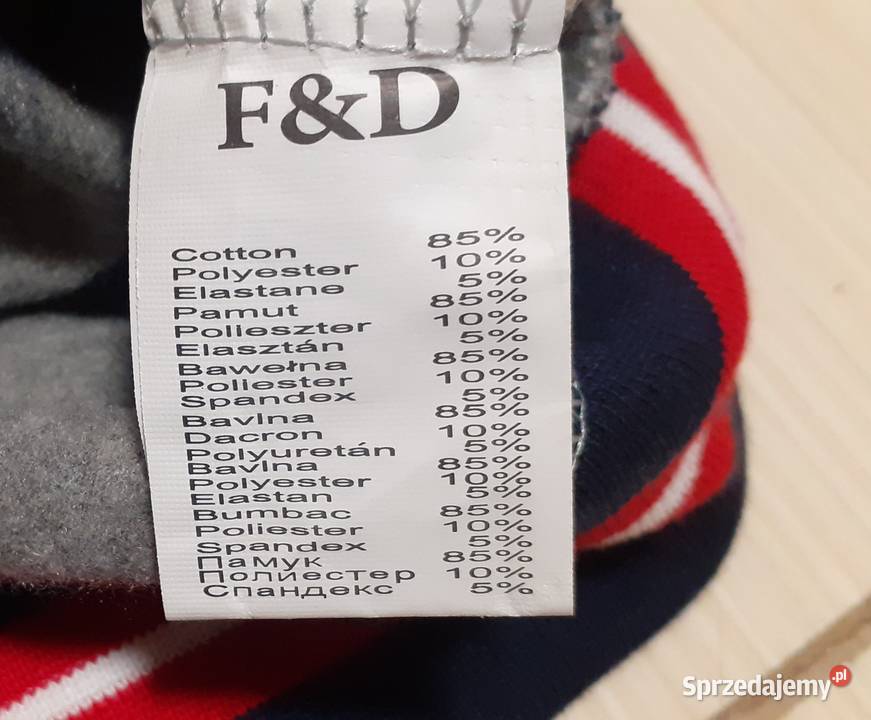 F&D
Cotton 85%
Polyester 10%
Elastane 5%
Pamut 85%
Polieszter 10%
Elasztán 5%
Bawełna 85%
Poliester 10%
Spandex 5%
Bavlna 85%
Dacron 10%
Polyuretán 5%
Bavlna 85%
Polyester 10%
Elastan 5%
Bumbac 85%
Poliester 10%
Spandex 5%
Памук 85%
Полиестер 10%
Спандекс 5%
Sprzedajemy.pl